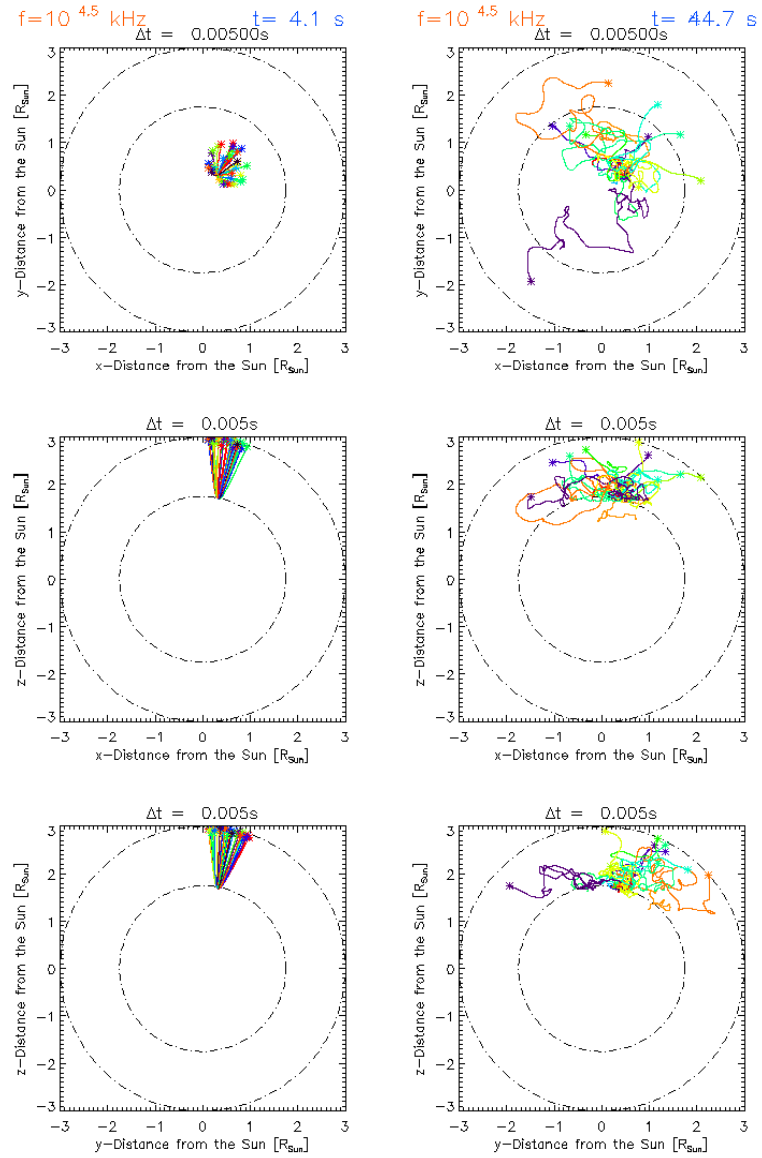 f=10 4.5 kHz t= 4.1 s f=10 4.5 kHz t= 44.7 s
Δt = 0.00500s Δt = 0.00500s
3 3
2 2
1 1
0 0
-1 -1
-2 -2
-3 -3
y-Distance from the Sun [RSun] y-Distance from the Sun [RSun]
-3 -2 -1 0 1 2 3 -3 -2 -1 0 1 2 3
x-Distance from the Sun [RSun] x-Distance from the Sun [RSun]
Δt = 0.005s Δt = 0.005s
3 3
2 2
1 1
0 0
-1 -1
-2 -2
-3 -3
z-Distance from the Sun [RSun] z-Distance from the Sun [RSun]
-3 -2 -1 0 1 2 3 -3 -2 -1 0 1 2 3
x-Distance from the Sun [RSun] x-Distance from the Sun [RSun]
Δt = 0.005s Δt = 0.005s
3 3
2 2
1 1
0 0
-1 -1
-2 -2
-3 -3
z-Distance from the Sun [RSun] z-Distance from the Sun [RSun]
-3 -2 -1 0 1 2 3 -3 -2 -1 0 1 2 3
y-Distance from the Sun [RSun] y-Distance from the Sun [RSun]